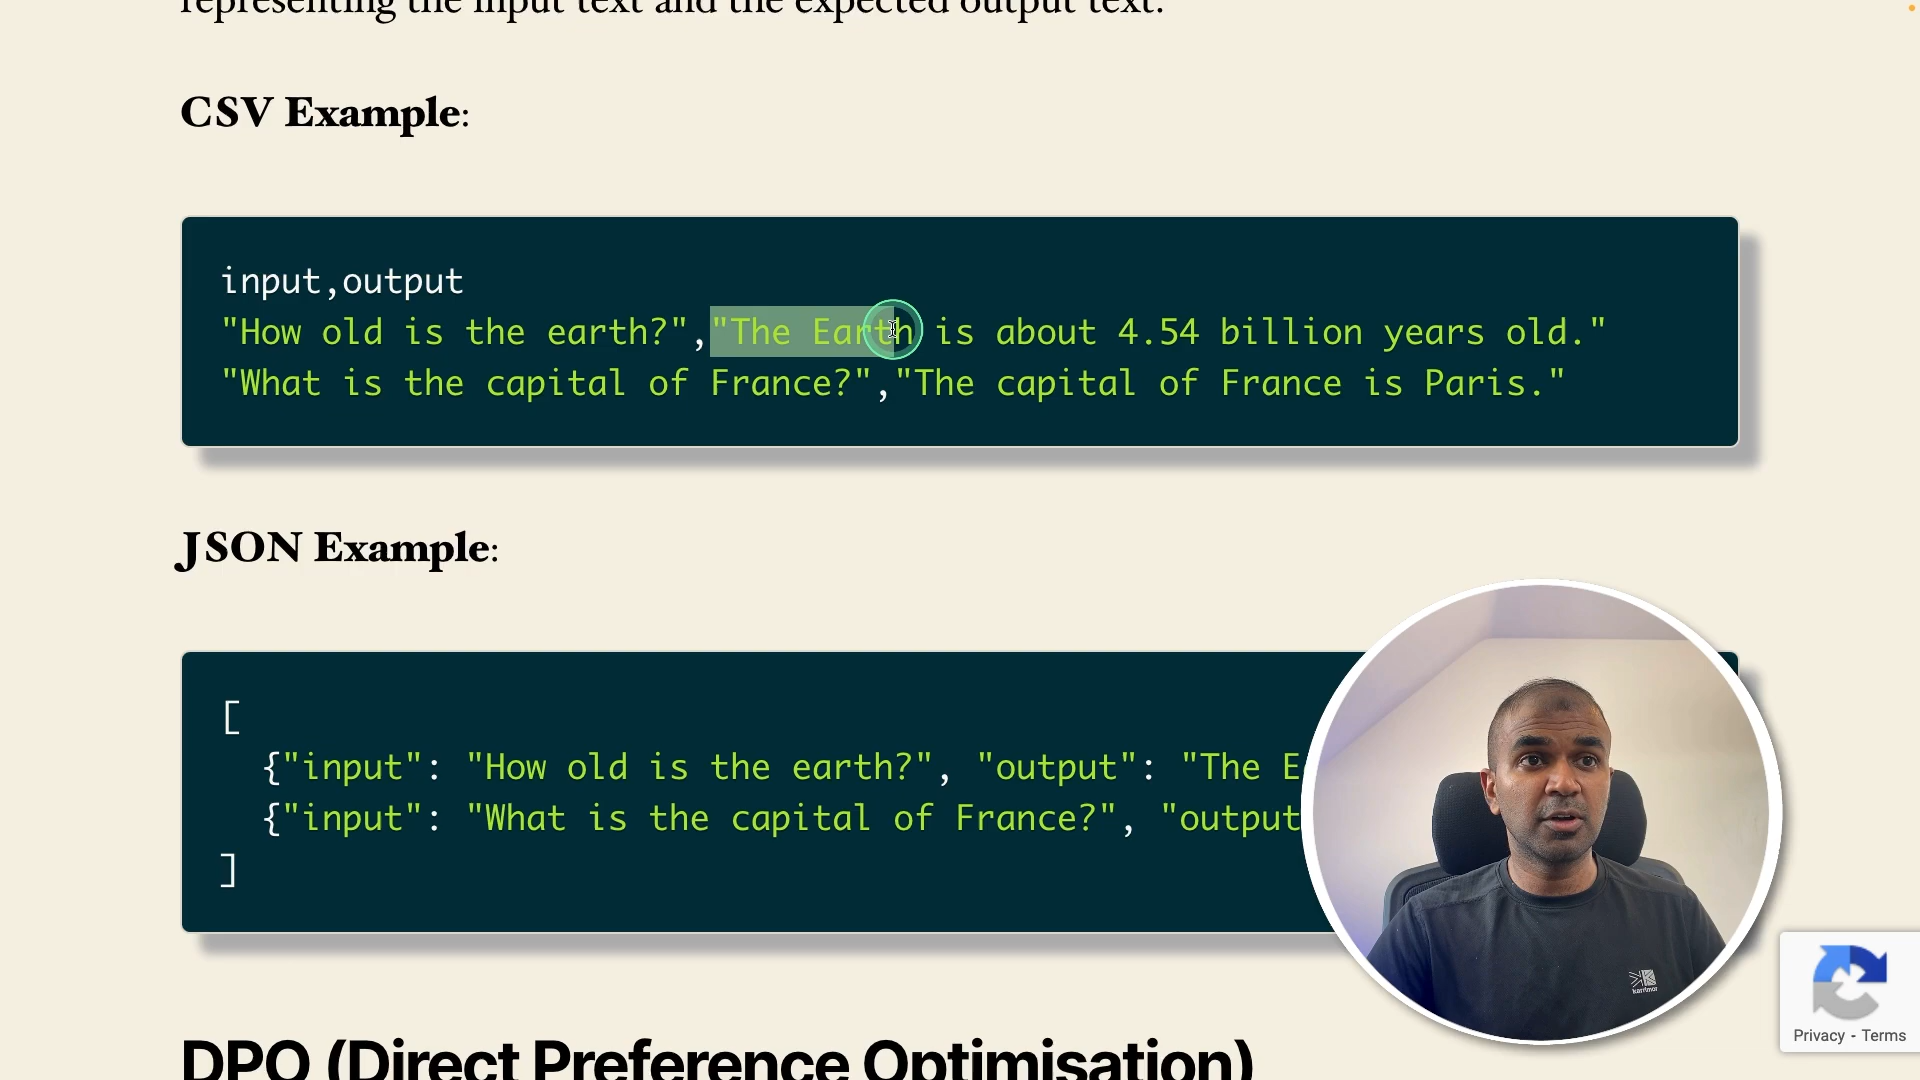 representing the input text and the expected output text.
CSV Example:
input,output
"How old is the earth?","The Earth is about 4.54 billion years old."
"What is the capital of France?","The capital of France is Paris."
JSON Example:
[
{"input": "How old is the earth?", "output": "The E
{"input": "What is the capital of France?", "output
]
karrimor
Privacy - Terms
DPO (Direct Preference Optimisation)